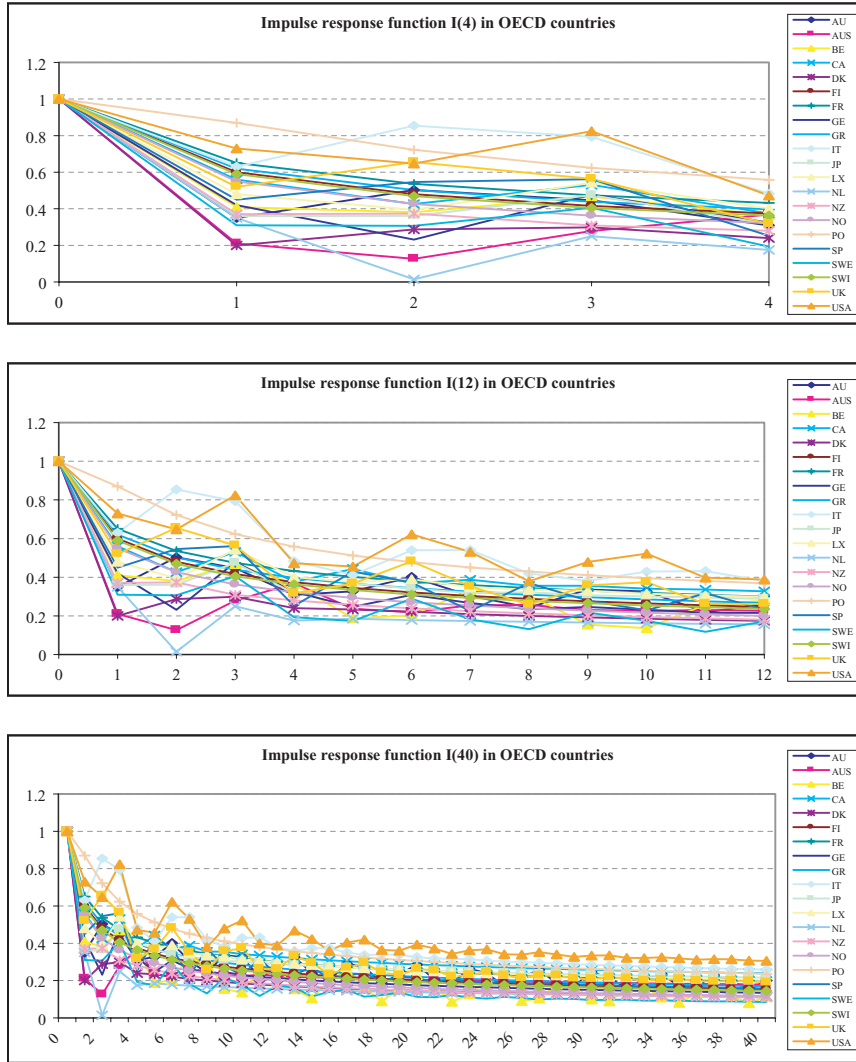 Impulse response function I(4) in OECD countries
1.2
1
0.8
0.6
0.4
0.2
0
0 1 2 3 4
AU
AUS
BE
CA
DK
FI
FR
GE
GR
IT
JP
LX
NL
NZ
NO
PO
SP
SWE
SWI
UK
USA
Impulse response function I(12) in OECD countries
1.2
1
0.8
0.6
0.4
0.2
0
0 1 2 3 4 5 6 7 8 9 10 11 12
AU
AUS
BE
CA
DK
FI
FR
GE
GR
IT
JP
LX
NL
NZ
NO
PO
SP
SWE
SWI
UK
USA
Impulse response function I(40) in OECD countries
1.2
1
0.8
0.6
0.4
0.2
0
0 2 4 6 8 10 12 14 16 18 20 22 24 26 28 30 32 34 36 38 40
AU
AUS
BE
CA
DK
FI
FR
GE
GR
IT
JP
LX
NL
NZ
NO
PO
SP
SWE
SWI
UK
USA